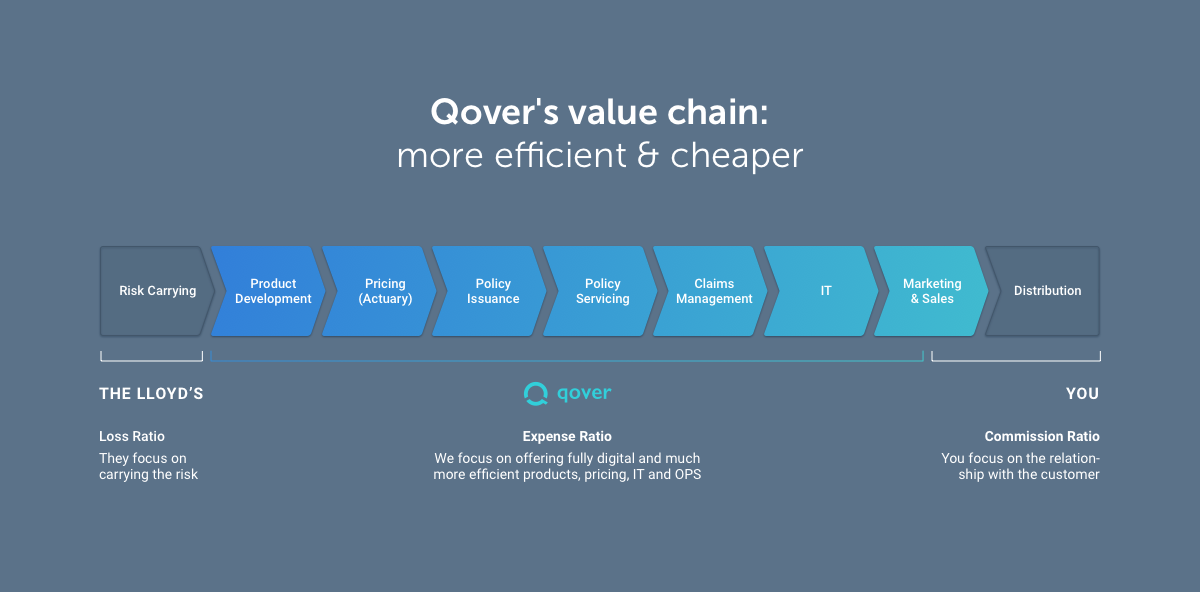 Qover's value chain:
more efficient & cheaper
Risk Carrying
Product
Development
Pricing
(Actuary)
Policy
Issuance
Policy
Servicing
Claims
Management
IT
Marketing
& Sales
Distribution
THE LLOYD’S
Loss Ratio
They focus on
carrying the risk
qover
Expense Ratio
We focus on offering fully digital and much
more efficient products, pricing, IT and OPS
YOU
Commission Ratio
You focus on the relation-
ship with the customer